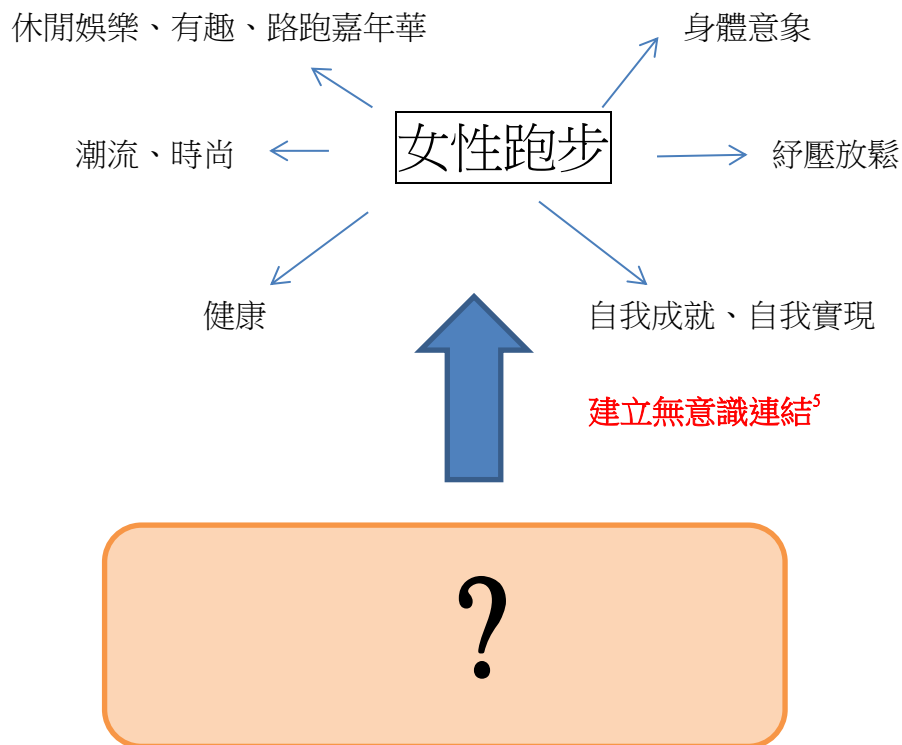 休閒娛樂、有趣、路跑嘉年華
身體意象
潮流、時尚
女性跑步
紓壓放鬆
健康
自我成就、自我實現
建立無意識連結⁵
?